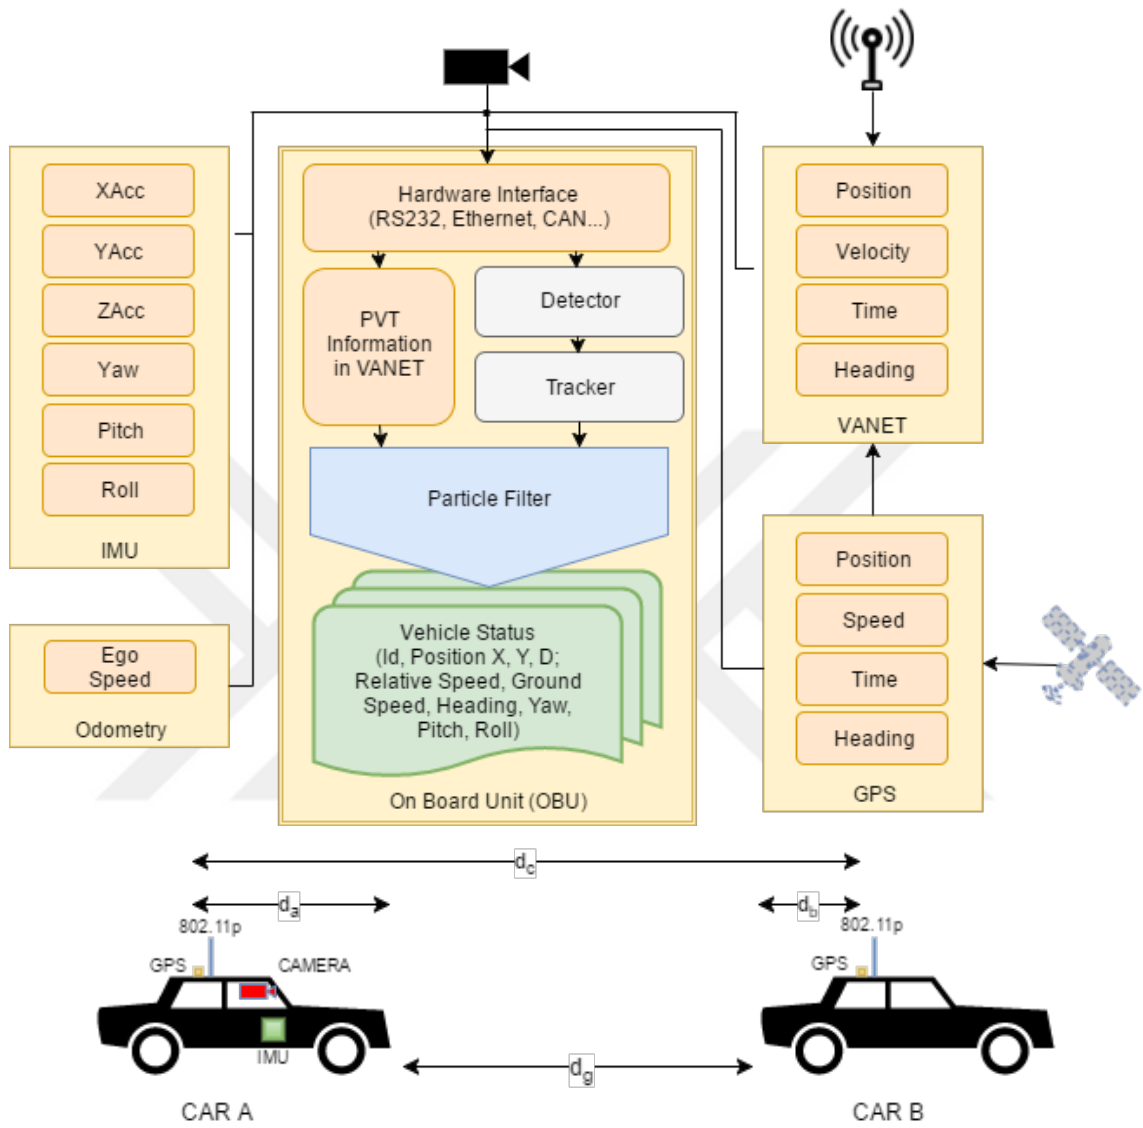 XAcc
YAcc
ZAcc
Yaw
Pitch
Roll
IMU
Ego
Speed
Odometry
Hardware Interface
(RS232, Ethernet, CAN...)
PVT
Information
in VANET
Detector
Tracker
Particle Filter
Vehicle Status
(Id, Position X, Y, D;
Relative Speed, Ground
Speed, Heading, Yaw,
Pitch, Roll)
On Board Unit (OBU)
Position
Velocity
Time
Heading
VANET
Position
Speed
Time
Heading
GPS
dc
da
db
802.11p
GPS
CAMERA
IMU
802.11p
GPS
dg
CAR A
CAR B